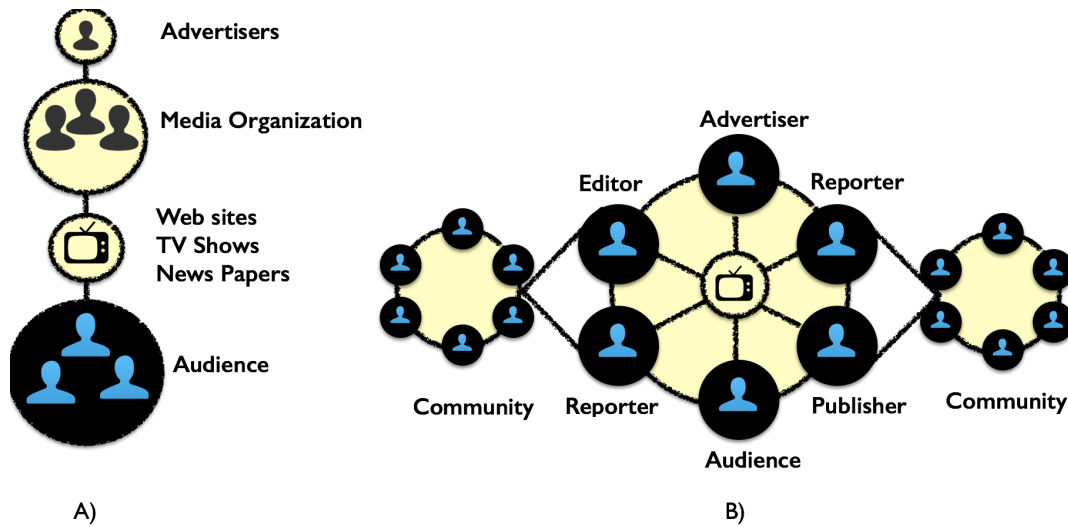 Advertisers
Media Organization
Web sites
TV Shows
News Papers
Audience
A)
Advertiser
Editor
Reporter
Community
Reporter
Publisher
Community
Audience
B)